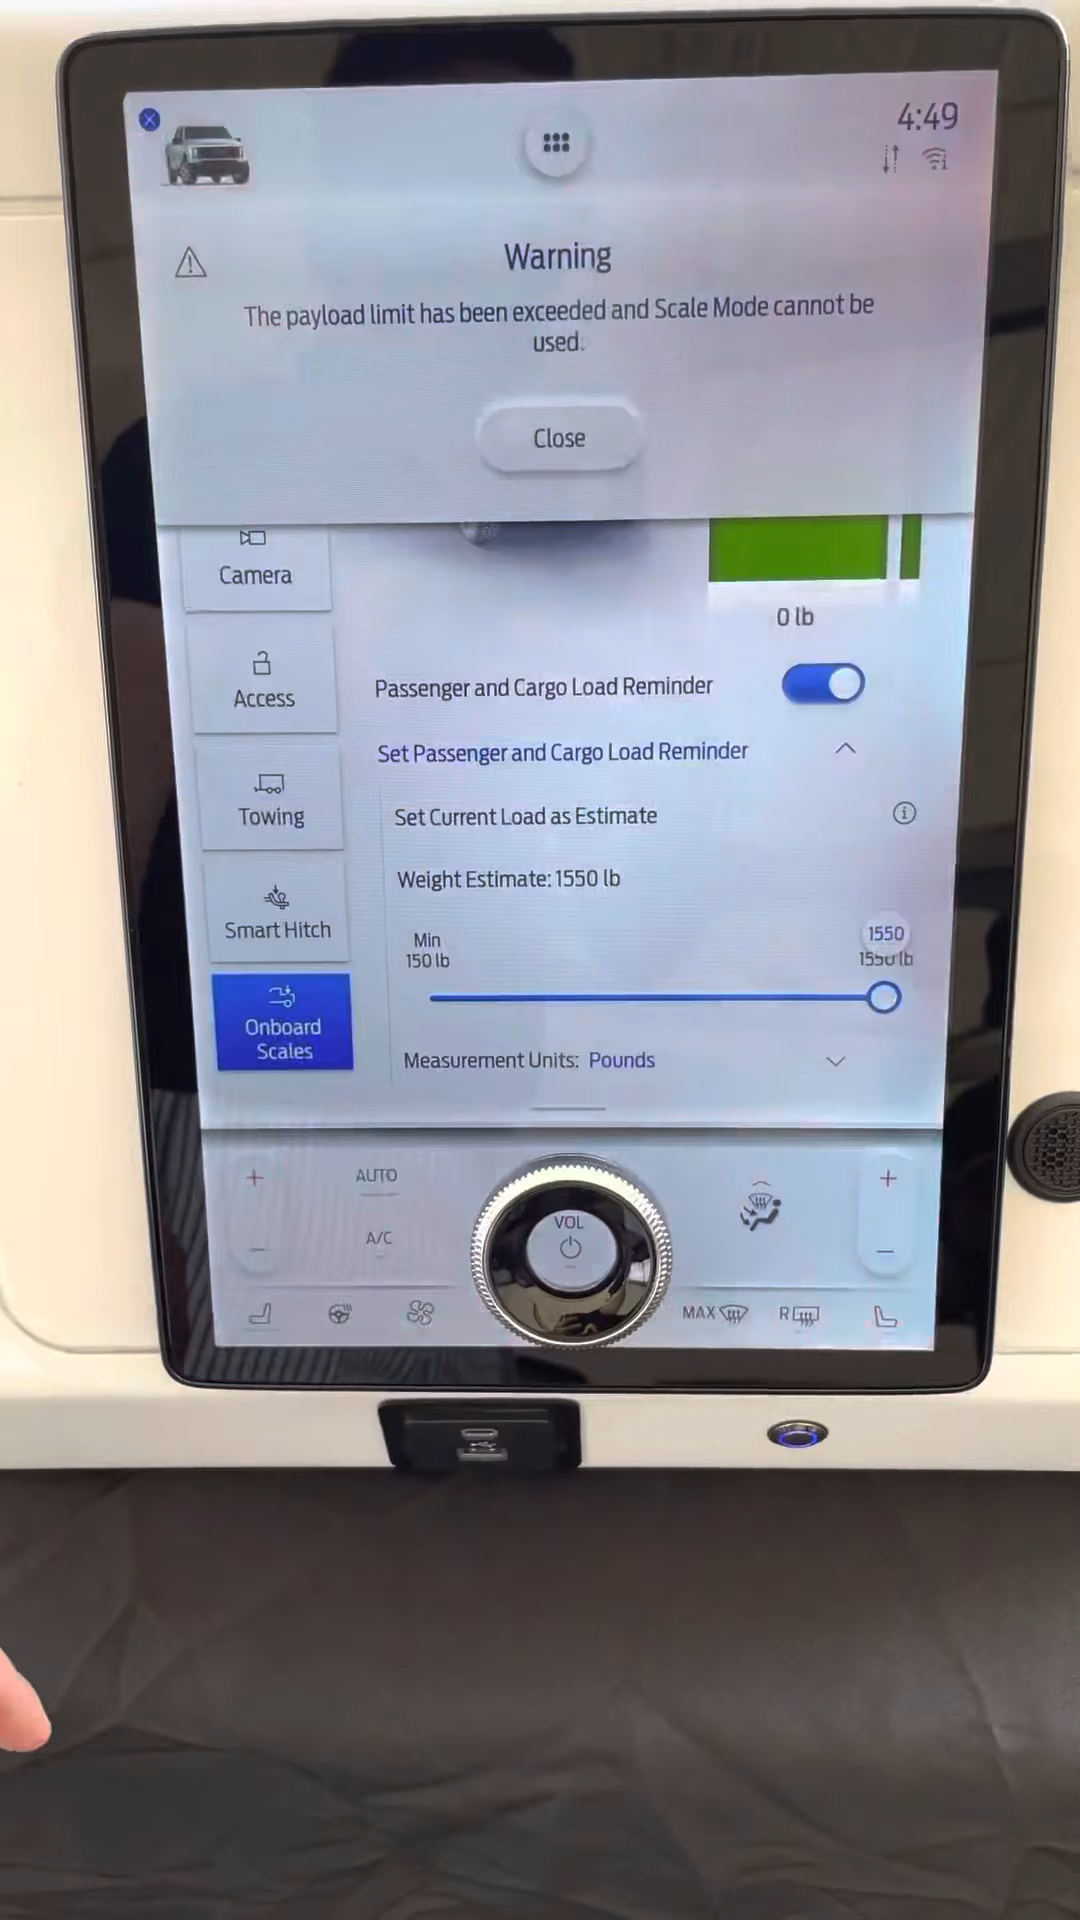 4:49
Warning
The payload limit has been exceeded and Scale Mode cannot be
used.
Close
Camera
0 lb
Access
Passenger and Cargo Load Reminder
Set Passenger and Cargo Load Reminder
Towing
Set Current Load as Estimate
Weight Estimate: 1550 lb
Smart Hitch
Min
150 lb
1550
1550 lb
Onboard
Scales
Measurement Units: Pounds
AUTO
A/C
VOL
MAX
R